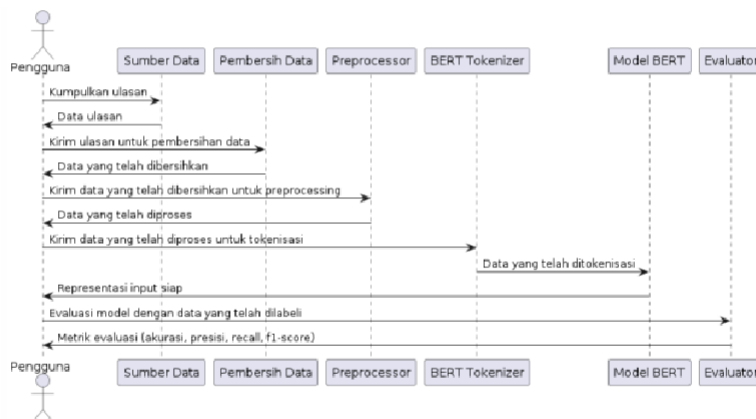 Pengguna
Sumber Data
Pembersih Data
Preprocessor
BERT Tokenizer
Model BERT
Evaluator
Kumpulkan ulasan
Data ulasan
Kirim ulasan untuk pembersihan data
Data yang telah dibersihkan
Kirim data yang telah dibersihkan untuk preprocessing
Data yang telah diproses
Kirim data yang telah diproses untuk tokenisasi
Data yang telah ditokenisasi
Representasi input siap
Evaluasi model dengan data yang telah dilabeli
Metrik evaluasi (akurasi, presisi, recall, f1-score)
Pengguna
Sumber Data
Pembersih Data
Preprocessor
BERT Tokenizer
Model BERT
Evaluator